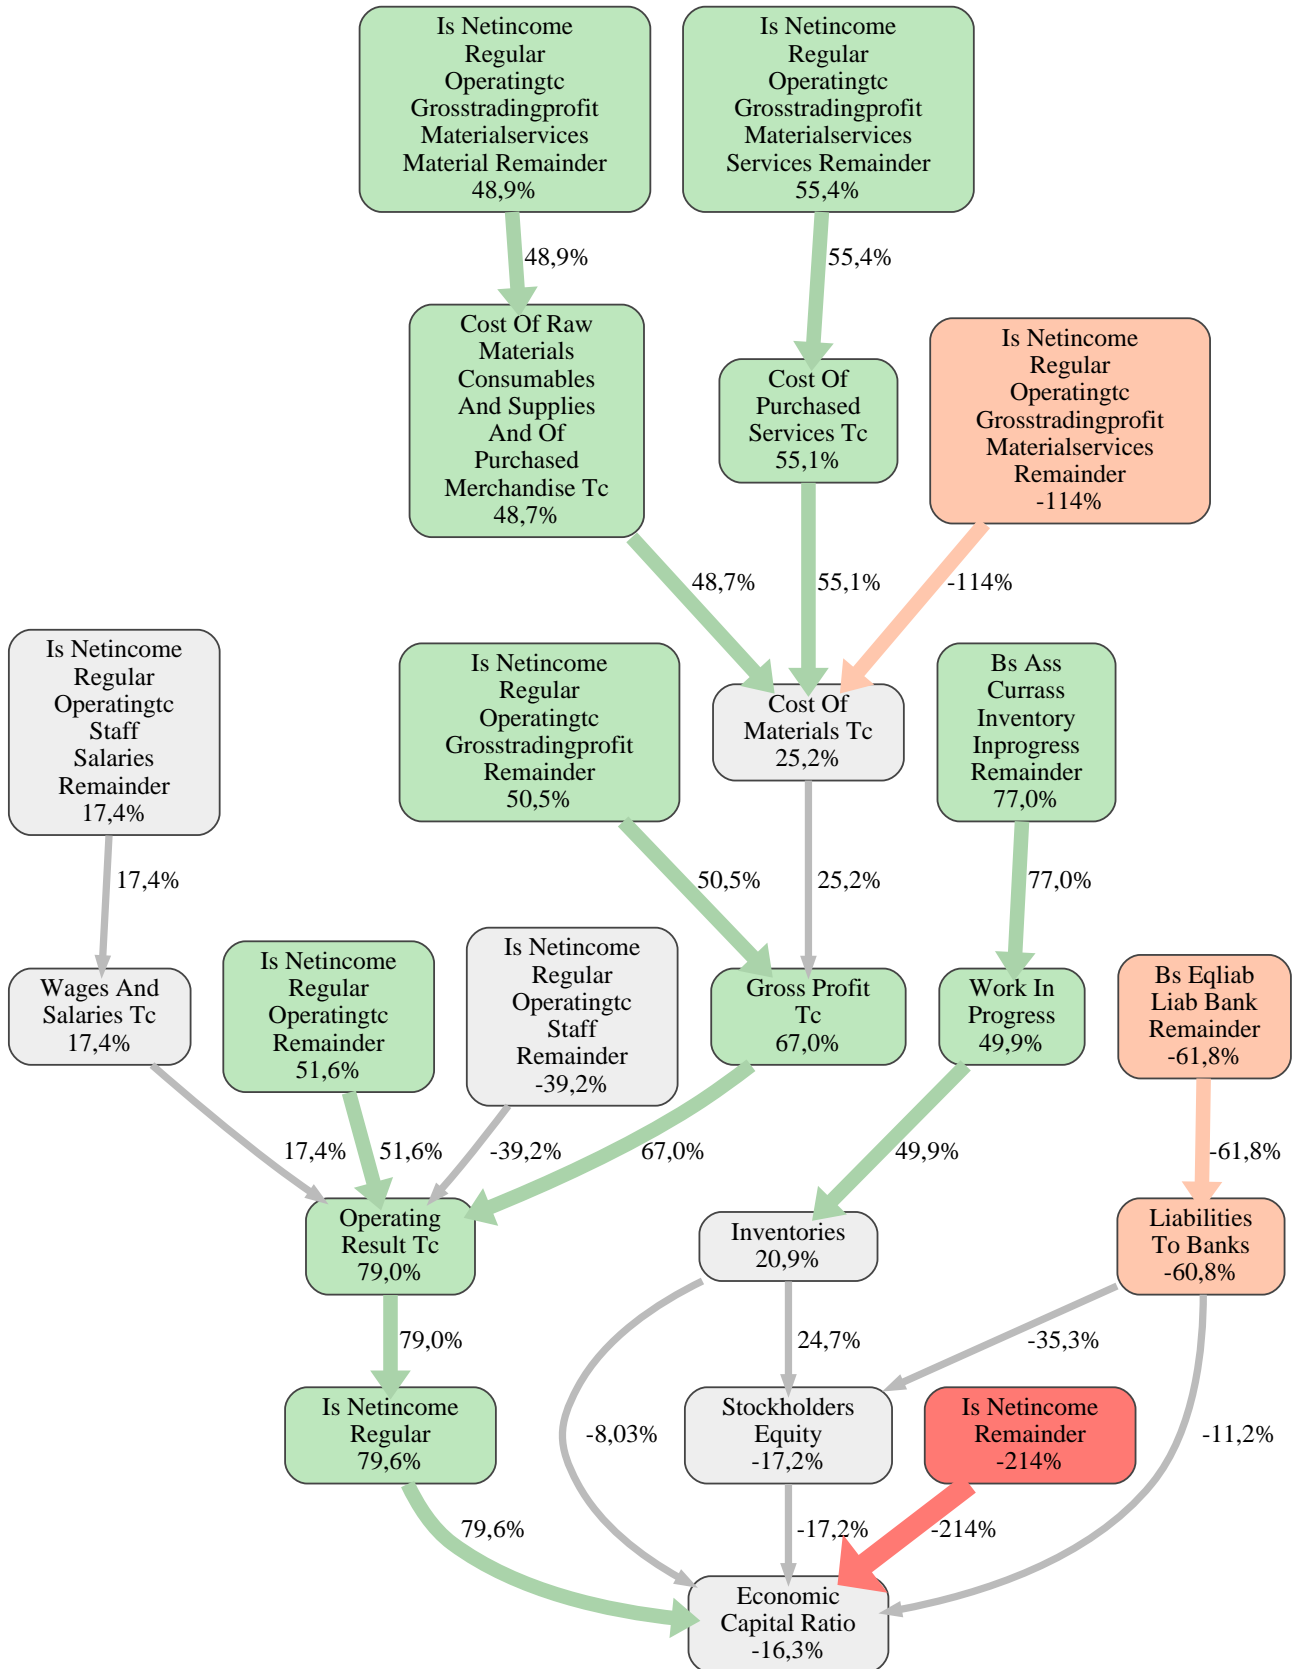 Is Netincome
Regular
Operatingtc
Grosstradingprofit
Materialservices
Material Remainder
48,9%
Is Netincome
Regular
Operatingtc
Grosstradingprofit
Materialservices
Services Remainder
55,4%
48,9%
55,4%
Cost Of Raw
Materials
Consumables
And Supplies
And Of
Purchased
Merchandise Tc
48,7%
Cost Of
Purchased
Services Tc
55,1%
Is Netincome
Regular
Operatingtc
Grosstradingprofit
Materialservices
Remainder
-114%
48,7%
55,1%
-114%
Is Netincome
Regular
Operatingtc
Staff
Salaries
Remainder
17,4%
Is Netincome
Regular
Operatingtc
Grosstradingprofit
Remainder
50,5%
Cost Of
Materials Tc
25,2%
Bs Ass
Currass
Inventory
Inprogress
Remainder
77,0%
17,4%
50,5%
25,2%
77,0%
Wages And
Salaries Tc
17,4%
Is Netincome
Regular
Operatingtc
Remainder
51,6%
Is Netincome
Regular
Operatingtc
Staff
Remainder
-39,2%
Gross Profit
Tc
67,0%
Work In
Progress
49,9%
Bs Eqliab
Liab Bank
Remainder
-61,8%
17,4%
51,6%
-39,2%
67,0%
49,9%
-61,8%
Operating
Result Tc
79,0%
Inventories
20,9%
Liabilities
To Banks
-60,8%
79,0%
24,7%
-35,3%
Is Netincome
Regular
79,6%
-8,03%
Stockholders
Equity
-17,2%
Is Netincome
Remainder
-214%
-11,2%
79,6%
-17,2%
-214%
Economic
Capital Ratio
-16,3%